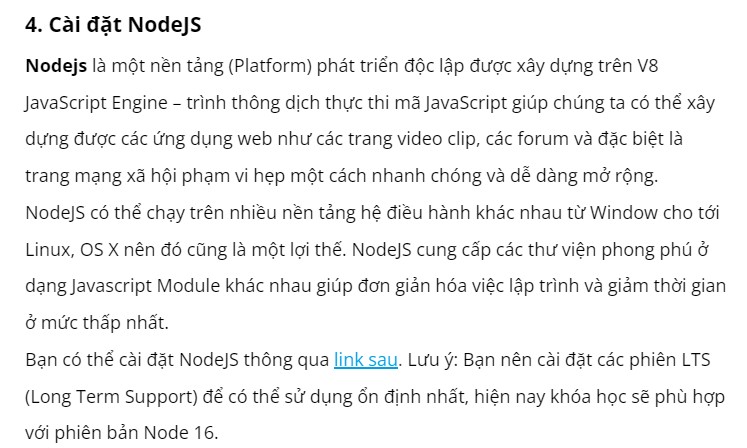 4. Cài đặt NodeJS
Nodejs là một nền tảng (Platform) phát triển độc lập được xây dựng trên V8
JavaScript Engine – trình thông dịch thực thi mã JavaScript giúp chúng ta có thể xây
dựng được các ứng dụng web như các trang video clip, các forum và đặc biệt là
trang mạng xã hội phạm vi hẹp một cách nhanh chóng và dễ dàng mở rộng.
NodeJS có thể chạy trên nhiều nền tảng hệ điều hành khác nhau từ Window cho tới
Linux, OS X nên đó cũng là một lợi thế. NodeJS cung cấp các thư viện phong phú ở
dạng Javascript Module khác nhau giúp đơn giản hóa việc lập trình và giảm thời gian
ở mức thấp nhất.
Bạn có thể cài đặt NodeJS thông qua link sau. Lưu ý: Bạn nên cài đặt các phiên LTS
(Long Term Support) để có thể sử dụng ổn định nhất, hiện nay khóa học sẽ phù hợp
với phiên bản Node 16.